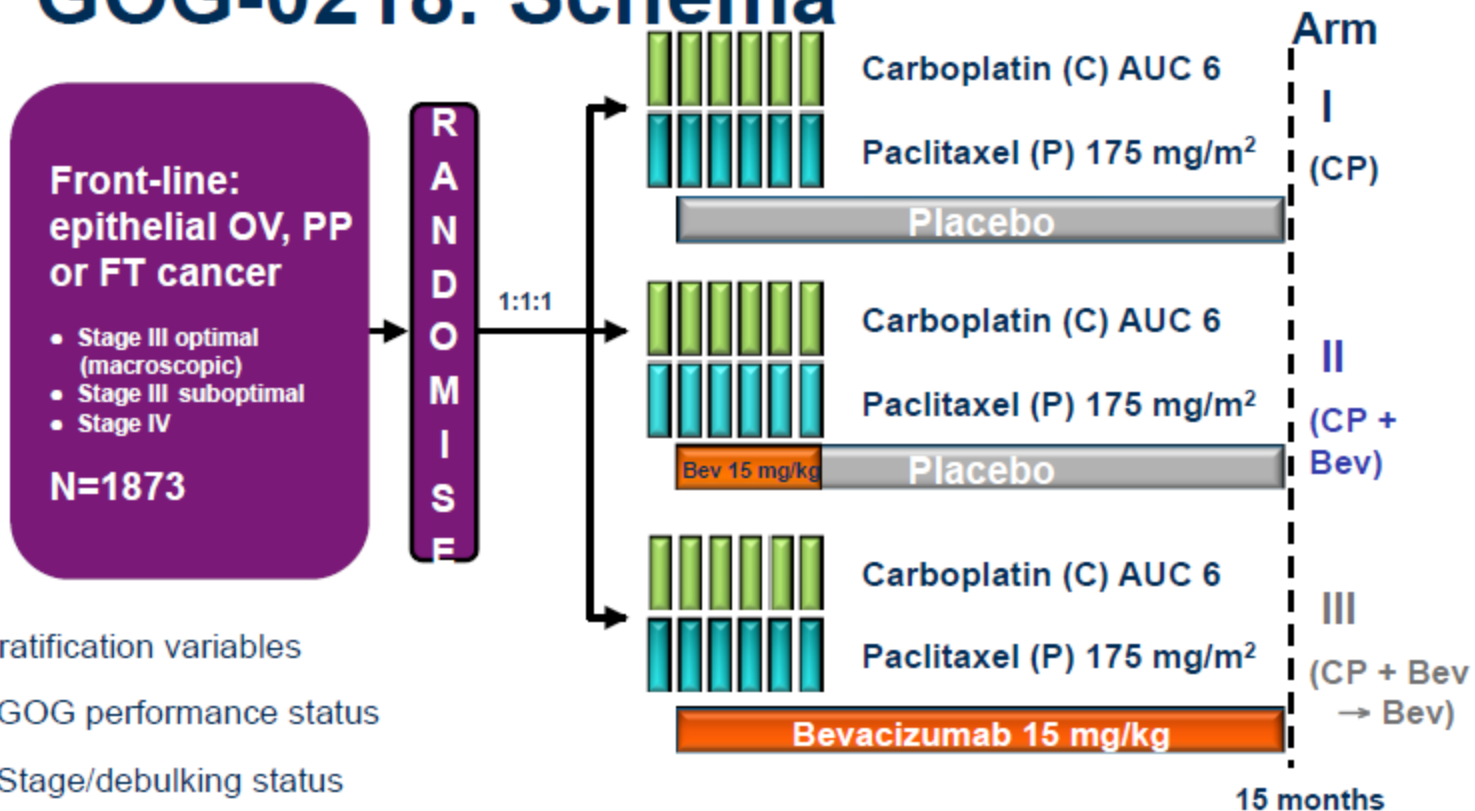 GOG-0218: Schema
Front-line:
epithelial OV, PP
or FT cancer
• Stage III optimal
(macroscopic)
• Stage III suboptimal
• Stage IV
N=1873
R
A
N
D
O
M
I
S
E
1:1:1
Carboplatin (C) AUC 6
Paclitaxel (P) 175 mg/m²
Placebo
Carboplatin (C) AUC 6
Paclitaxel (P) 175 mg/m²
Bev 15 mg/kg
Placebo
Carboplatin (C) AUC 6
Paclitaxel (P) 175 mg/m²
Bevacizumab 15 mg/kg
Arm
I
(CP)
II
(CP +
Bev)
III
(CP + Bev
→ Bev)
15 months
ratification variables
GOG performance status
Stage/debulking status